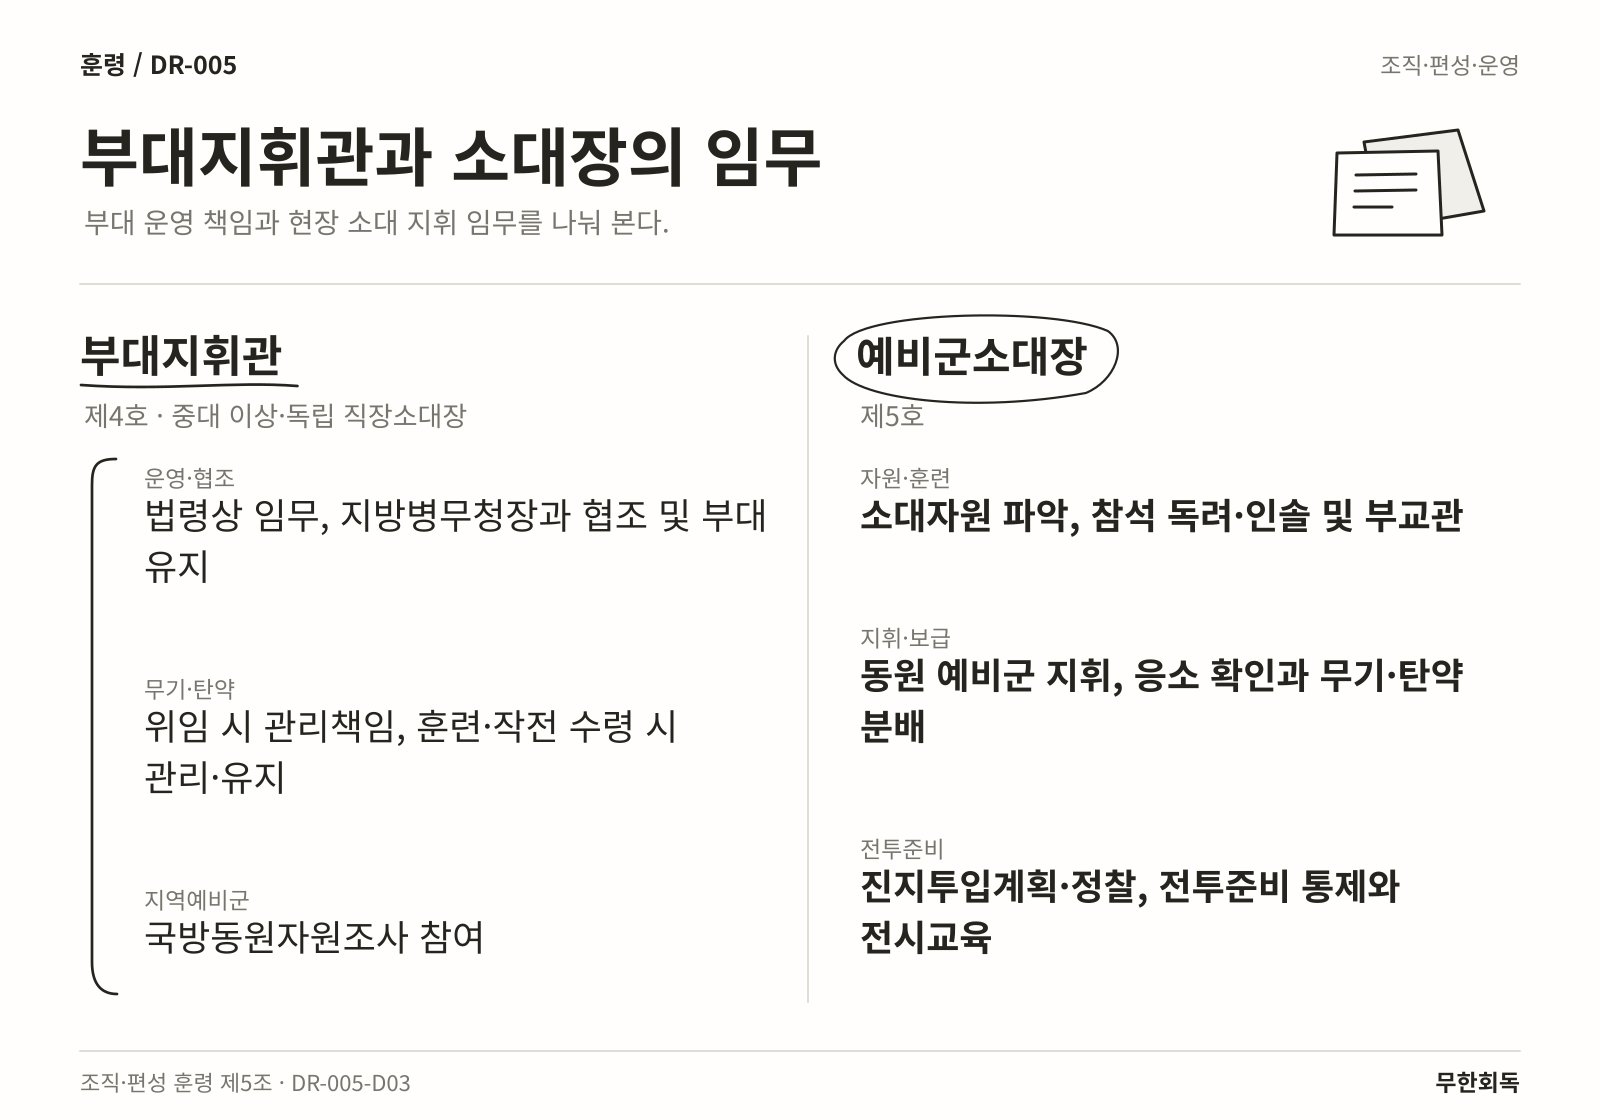 훈령 / DR-005
조직·편성·운영
부대지휘관과 소대장의 임무
부대 운영 책임과 현장 소대 지휘 임무를 나눠 본다.
부대지휘관
제4호 · 중대 이상·독립 직장소대장
운영·협조
법령상 임무, 지방병무청장과 협조 및 부대
유지
무기·탄약
위임 시 관리책임, 훈련·작전 수령 시
관리·유지
지역예비군
국방동원자원조사 참여
예비군소대장
제5호
자원·훈련
소대자원 파악, 참석 독려·인솔 및 부교관
지휘·보급
동원 예비군 지휘, 응소 확인과 무기·탄약
분배
전투준비
진지투입계획·정찰, 전투준비 통제와
전시교육
조직·편성 훈령 제5조 · DR-005-D03
무한회독